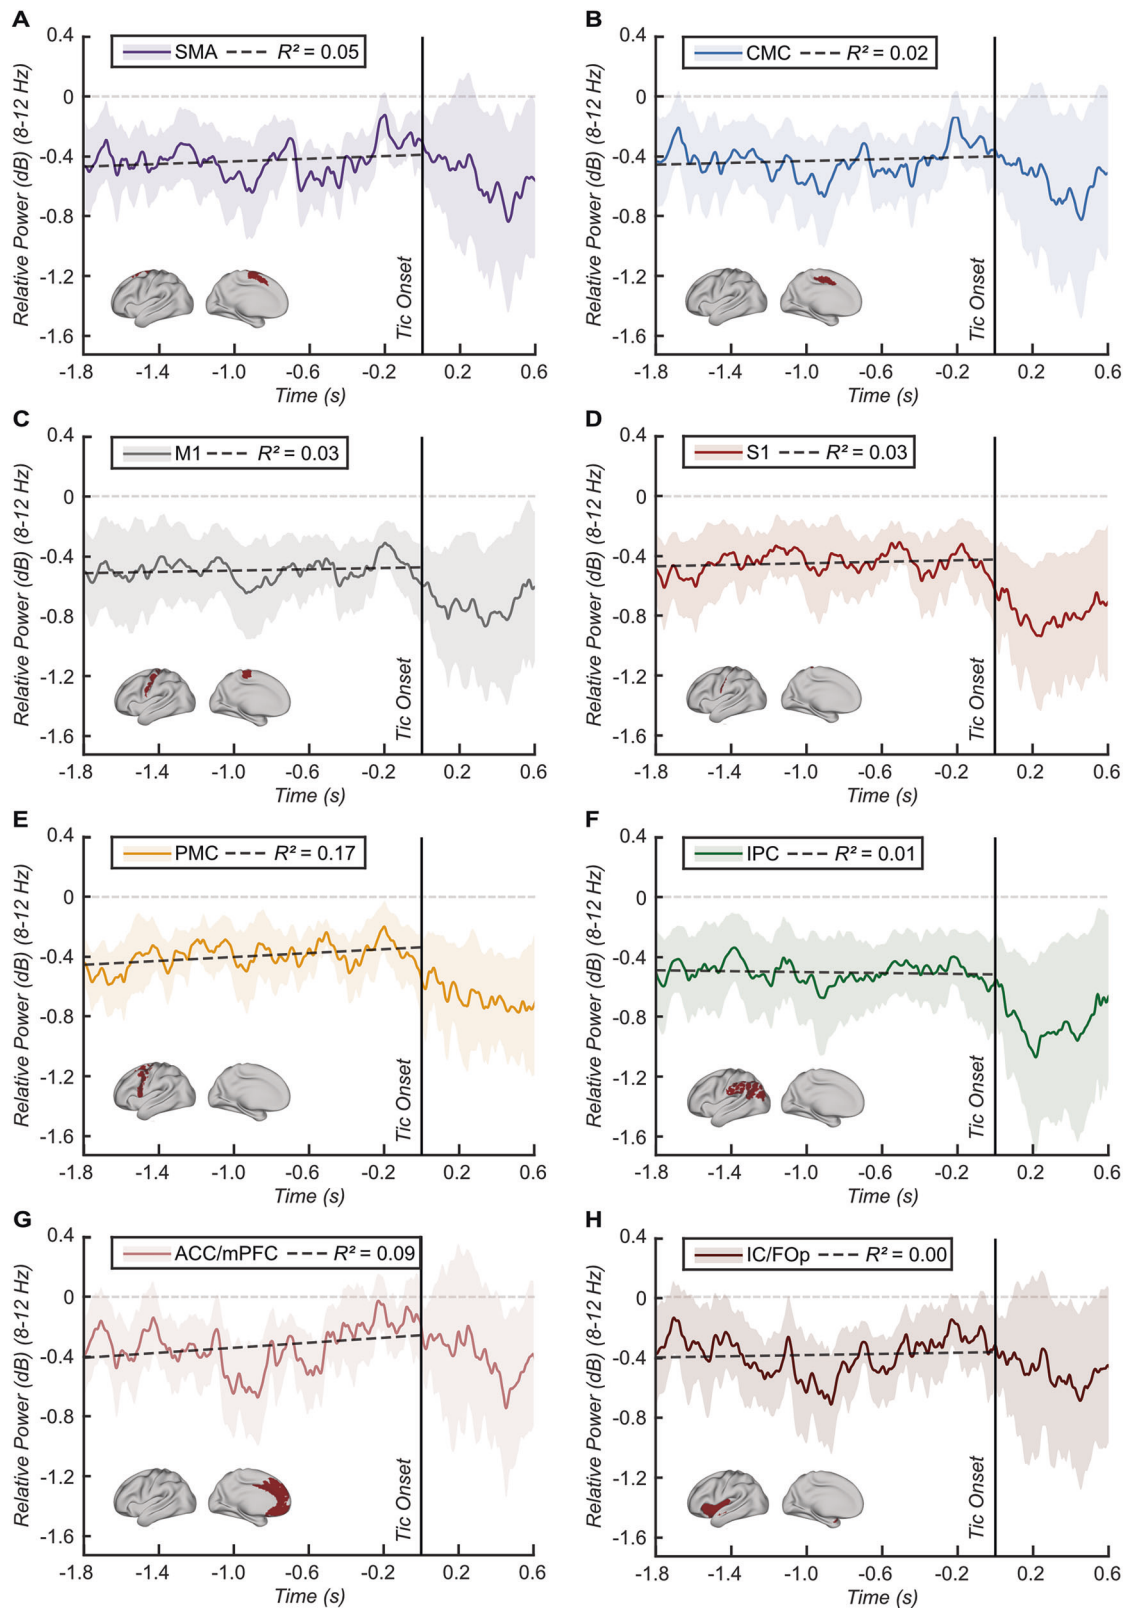 A
Relative Power (dB) (8-12 Hz)
0.4
0
-0.4
-0.8
-1.2
-1.6
SMA R² = 0.05
Tic Onset
-1.8 -1.4 -1.0 -0.6 -0.2 0.2 0.6
Time (s)
B
Relative Power (dB) (8-12 Hz)
0.4
0
-0.4
-0.8
-1.2
-1.6
CMC R² = 0.02
Tic Onset
-1.8 -1.4 -1.0 -0.6 -0.2 0.2 0.6
Time (s)
C
Relative Power (dB) (8-12 Hz)
0.4
0
-0.4
-0.8
-1.2
-1.6
M1 R² = 0.03
Tic Onset
-1.8 -1.4 -1.0 -0.6 -0.2 0.2 0.6
Time (s)
D
Relative Power (dB) (8-12 Hz)
0.4
0
-0.4
-0.8
-1.2
-1.6
S1 R² = 0.03
Tic Onset
-1.8 -1.4 -1.0 -0.6 -0.2 0.2 0.6
Time (s)
E
Relative Power (dB) (8-12 Hz)
0.4
0
-0.4
-0.8
-1.2
-1.6
PMC R² = 0.17
Tic Onset
-1.8 -1.4 -1.0 -0.6 -0.2 0.2 0.6
Time (s)
F
Relative Power (dB) (8-12 Hz)
0.4
0
-0.4
-0.8
-1.2
-1.6
IPC R² = 0.01
Tic Onset
-1.8 -1.4 -1.0 -0.6 -0.2 0.2 0.6
Time (s)
G
Relative Power (dB) (8-12 Hz)
0.4
0
-0.4
-0.8
-1.2
-1.6
ACC/mPFC R² = 0.09
Tic Onset
-1.8 -1.4 -1.0 -0.6 -0.2 0.2 0.6
Time (s)
H
Relative Power (dB) (8-12 Hz)
0.4
0
-0.4
-0.8
-1.2
-1.6
IC/FOp R² = 0.00
Tic Onset
-1.8 -1.4 -1.0 -0.6 -0.2 0.2 0.6
Time (s)